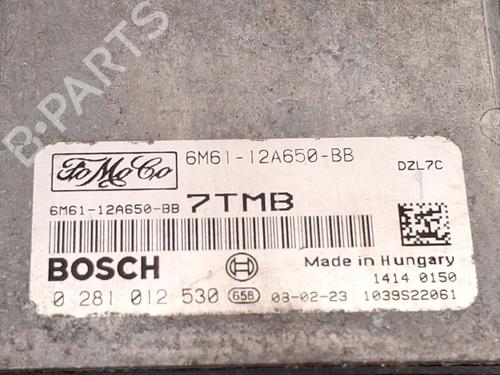 B-PARTS
FoMoCo
6M61-12A650-BB
DZL7C
6M61-12A650-BB 7TMB
BOSCH
Made in Hungary
1414 0150
0 281 012 530 65B 03-02-23 1039S22061